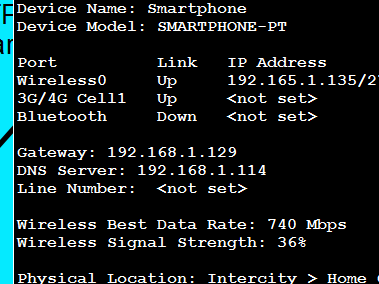 Device Name: Smartphone
Device Model: SMARTPHONE-PT
Port Link IP Address
Wireless0 Up 192.165.1.135/2
3G/4G Cell1 Up <not set>
Bluetooth Down <not set>
Gateway: 192.168.1.129
DNS Server: 192.168.1.114
Line Number: <not set>
Wireless Best Data Rate: 740 Mbps
Wireless Signal Strength: 36%
Physical Location: Intercity > Home